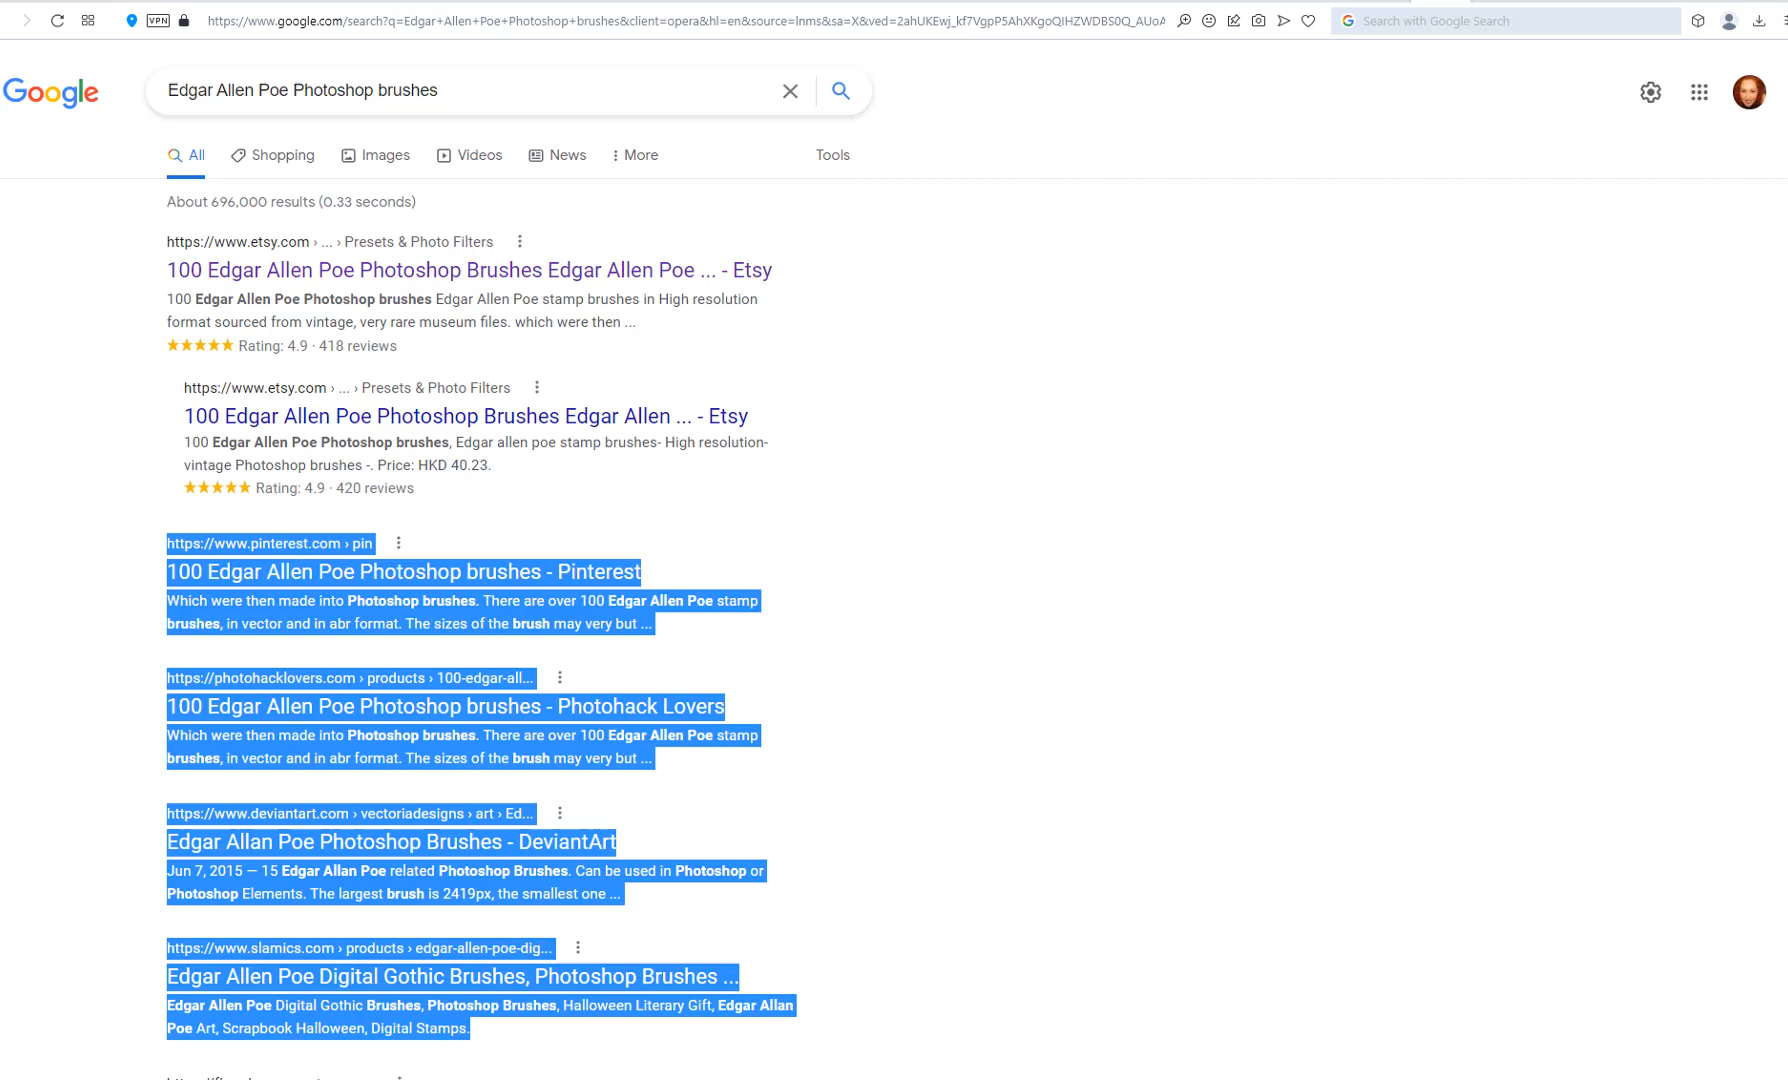 VPN
https://www.google.com/search?q=Edgar+Allen+Poe+Photoshop+brushes&client=opera&hl=en&source=lnms&sa=X&ved=2ahUKEwj_kf7VgpP5AhXKgoQIHZWDBS0Q_AUoA
Search with Google Search
Google
Edgar Allen Poe Photoshop brushes
All
Shopping
Images
Videos
News
More
Tools
About 696,000 results (0.33 seconds)
https://www.etsy.com › ... › Presets & Photo Filters
100 Edgar Allen Poe Photoshop Brushes Edgar Allen Poe ... - Etsy
100 Edgar Allen Poe Photoshop brushes Edgar Allen Poe stamp brushes in High resolution
format sourced from vintage, very rare museum files. which were then ...
Rating: 4.9 · 418 reviews
https://www.etsy.com › ... › Presets & Photo Filters
100 Edgar Allen Poe Photoshop Brushes Edgar Allen ... - Etsy
100 Edgar Allen Poe Photoshop brushes, Edgar allen poe stamp brushes- High resolution-
vintage Photoshop brushes -. Price: HKD 40.23.
Rating: 4.9 · 420 reviews
https://www.pinterest.com › pin
100 Edgar Allen Poe Photoshop brushes - Pinterest
Which were then made into Photoshop brushes. There are over 100 Edgar Allen Poe stamp
brushes, in vector and in abr format. The sizes of the brush may very but ...
https://photohacklovers.com › products › 100-edgar-all...
100 Edgar Allen Poe Photoshop brushes - Photohack Lovers
Which were then made into Photoshop brushes. There are over 100 Edgar Allen Poe stamp
brushes, in vector and in abr format. The sizes of the brush may very but ...
https://www.deviantart.com › vectoriadesigns › art › Ed...
Edgar Allan Poe Photoshop Brushes - DeviantArt
Jun 7, 2015 — 15 Edgar Allan Poe related Photoshop Brushes. Can be used in Photoshop or
Photoshop Elements. The largest brush is 2419px, the smallest one ...
https://www.slamics.com › products › edgar-allen-poe-dig...
Edgar Allen Poe Digital Gothic Brushes, Photoshop Brushes ...
Edgar Allen Poe Digital Gothic Brushes, Photoshop Brushes, Halloween Literary Gift, Edgar Allan
Poe Art, Scrapbook Halloween, Digital Stamps.